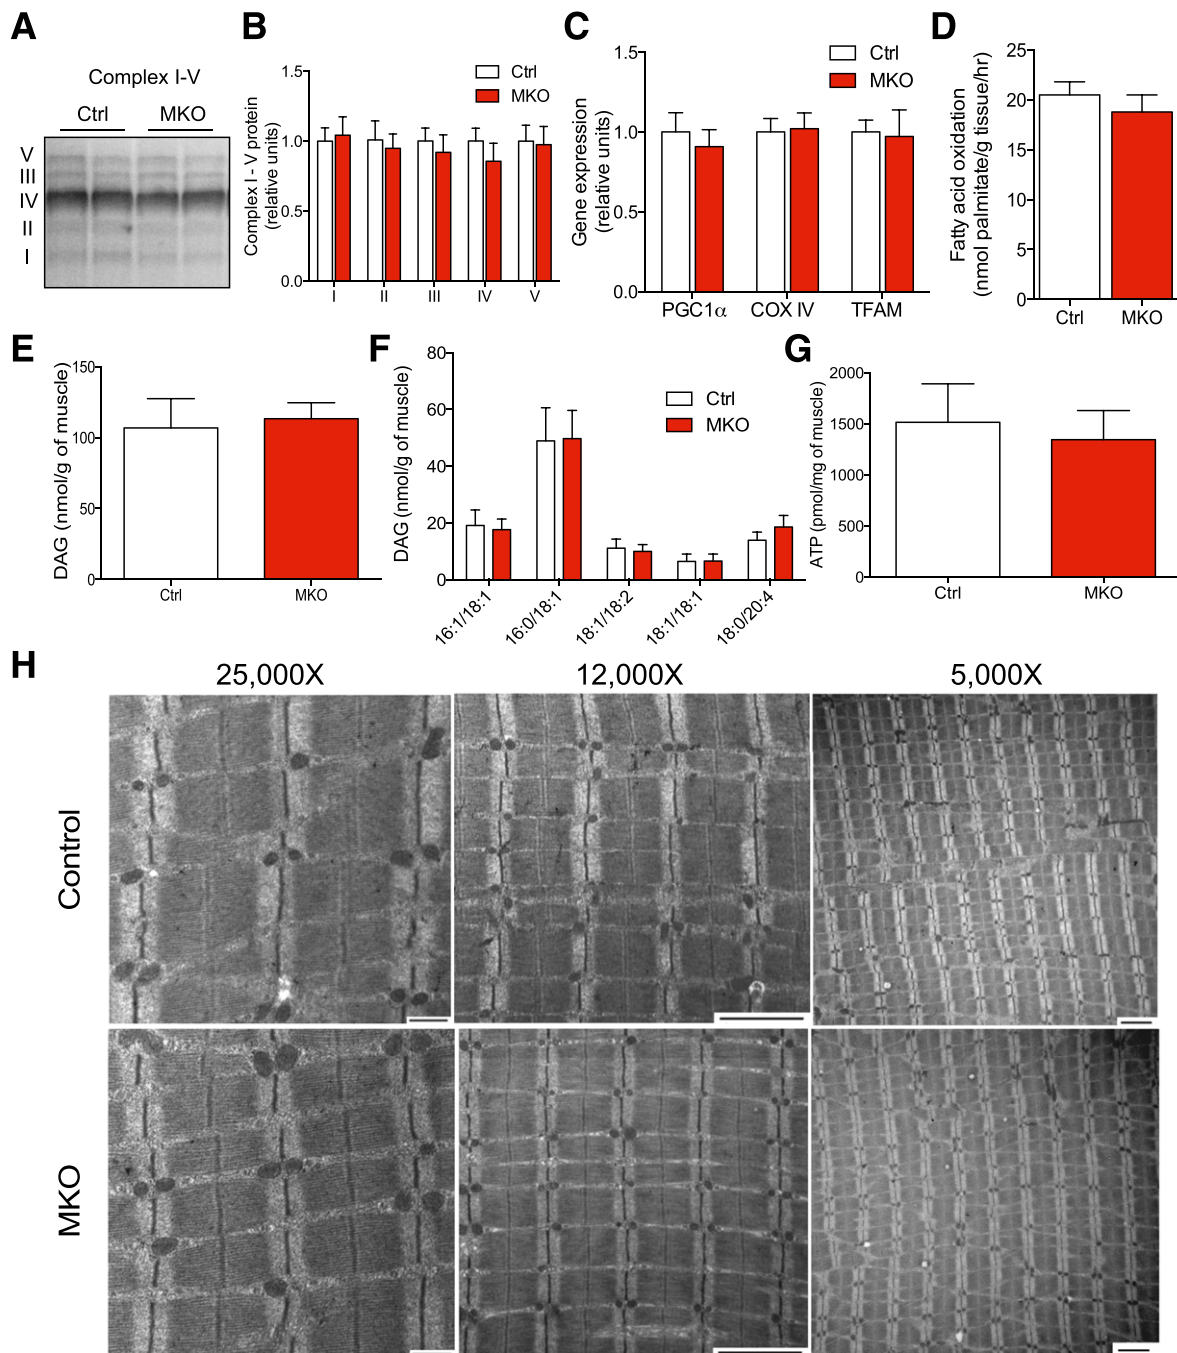 A
Complex I-V
Ctrl MKO
V
III
IV
II
I
B
Complex I - V protein
(relative units)
1.5
1.0
0.5
0.0
Ctrl
MKO
I II III IV V
C
Gene expression
(relative units)
1.5
1.0
0.5
0.0
Ctrl
MKO
PGC1α COX IV TFAM
D
Fatty acid oxidation
(nmol palmitate/g tissue/hr)
25
20
15
10
5
0
Ctrl MKO
E
DAG (nmol/g of muscle)
150
100
50
0
Ctrl MKO
F
DAG (nmol/g of muscle)
80
60
40
20
0
Ctrl
MKO
16:1/18:1 16:0/18:1 18:1/18:2 18:1/18:1 18:0/20:4
G
ATP (pmol/mg of muscle)
2000
1500
1000
500
0
Ctrl MKO
H
25,000X 12,000X 5,000X
Control
MKO